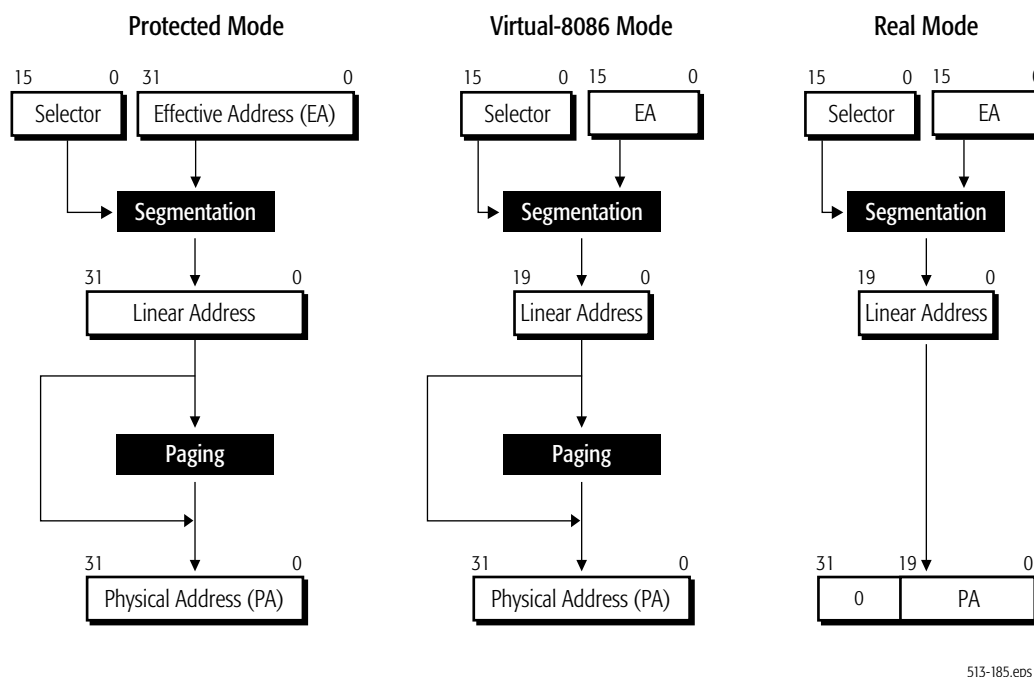 Protected Mode Virtual-8086 Mode Real Mode
15 0 31 0 15 0 15 0 15 0 15 0
Selector Effective Address (EA) Selector EA Selector EA
Segmentation Segmentation Segmentation
31 0 19 0 19 0
Linear Address Linear Address Linear Address
Paging Paging
31 0 31 0 31 19 0
Physical Address (PA) Physical Address (PA) 0 PA
513-185.eps